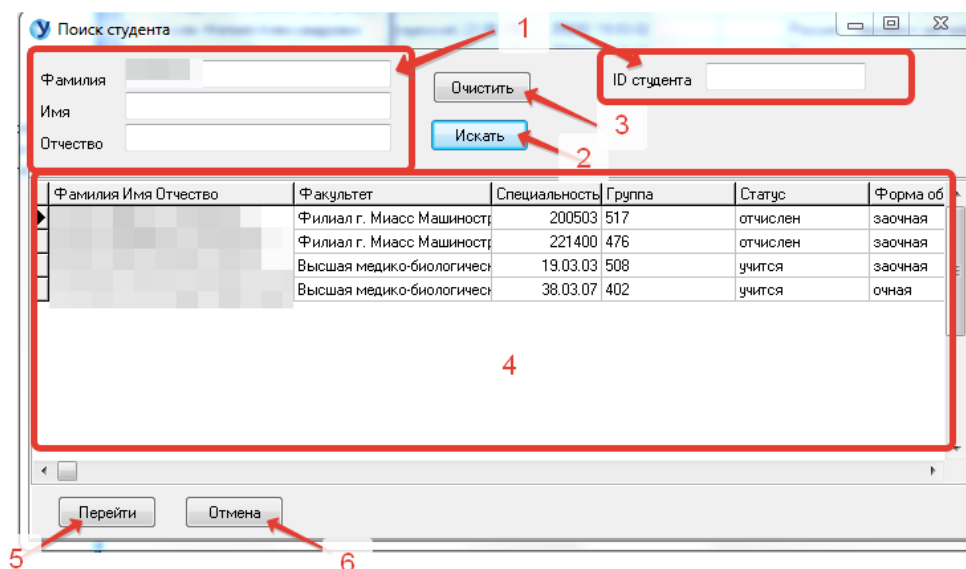 Поиск студента
1
Фамилия
Имя
Отчество
Очистить
Искать
ID студента
3
2
Фамилия Имя Отчество Факультет Специальность Группа Статус Форма об
Филиал г. Миасс Машиностр 200503 517 отчислен заочная
Филиал г. Миасс Машиностр 221400 476 отчислен заочная
Высшая медико-биологическ 19.03.03 508 учится заочная
Высшая медико-биологическ 38.03.07 402 учится очная
4
Перейти Отмена
5 6